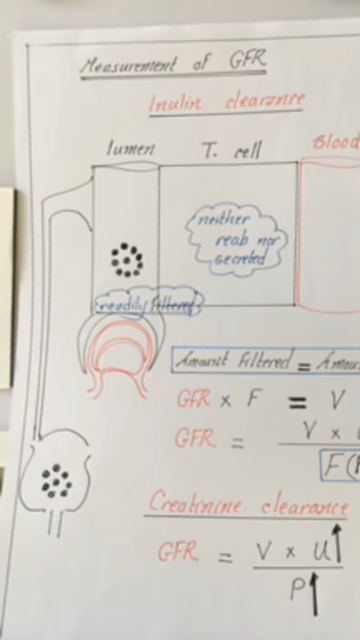 Measurement of GFR
Inulin clearance
lumen T. cell Blood
neither
reab nor
secreted
readily filtered
Amount filtered =
GFR x F = V
GFR = V x
F
Creatinine clearance
GFR = V x U↑
P↑